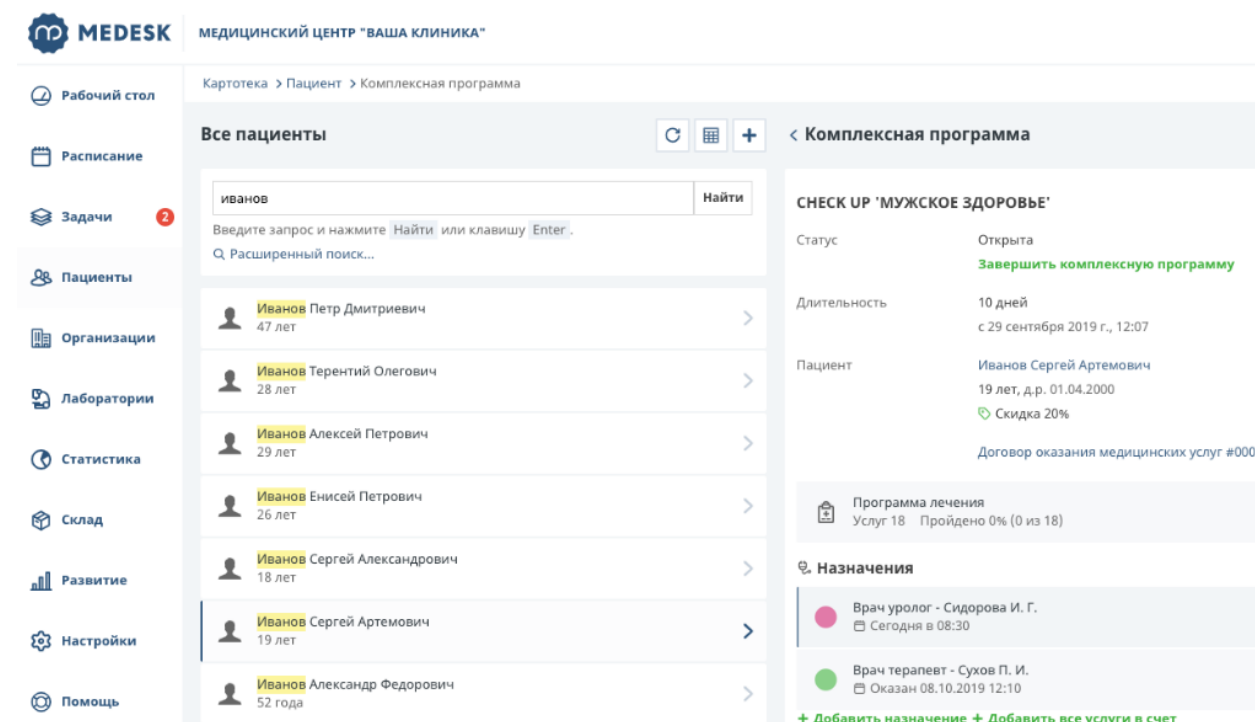 MEDESK
МЕДИЦИНСКИЙ ЦЕНТР "ВАША КЛИНИКА"
Рабочий стол
Расписание
Задачи 2
Пациенты
Организации
Лаборатории
Статистика
Склад
Развитие
Настройки
Помощь
Картотека > Пациент > Комплексная программа
Все пациенты
иванов
Найти
Введите запрос и нажмите Найти или клавишу Enter.
Расширенный поиск...
Иванов Петр Дмитриевич
47 лет
Иванов Терентий Олегович
28 лет
Иванов Алексей Петрович
29 лет
Иванов Енисей Петрович
26 лет
Иванов Сергей Александрович
18 лет
Иванов Сергей Артемович
19 лет
Иванов Александр Федорович
52 года
< Комплексная программа
CHECK UP 'МУЖСКОЕ ЗДОРОВЬЕ'
Статус Открыта
Завершить комплексную программу
Длительность 10 дней
с 29 сентября 2019 г., 12:07
Пациент Иванов Сергей Артемович
19 лет, д.р. 01.04.2000
Скидка 20%
Договор оказания медицинских услуг #000
Программа лечения
Услуг 18 Пройдено 0% (0 из 18)
Назначения
Врач уролог - Сидорова И. Г.
Сегодня в 08:30
Врач терапевт - Сухов П. И.
Оказан 08.10.2019 12:10
+ Добавить назначение + Добавить все услуги в счет